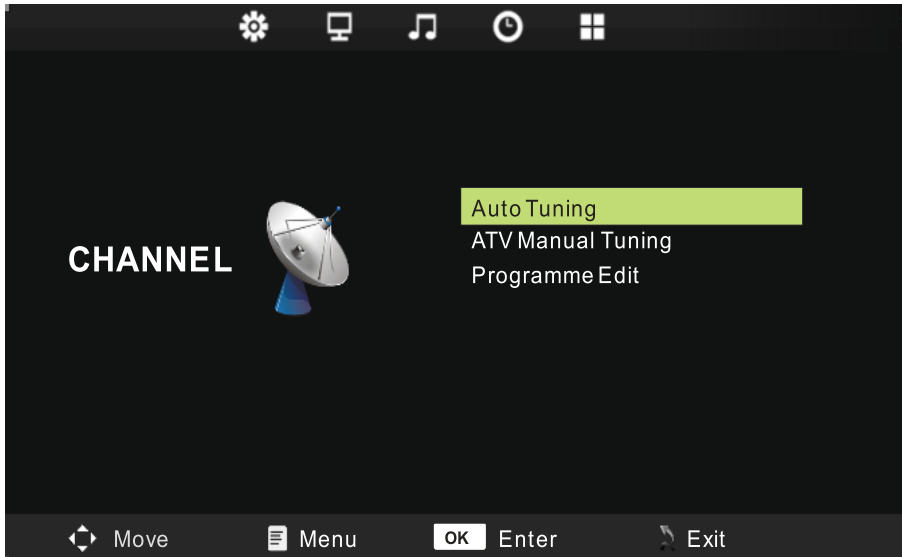 CHANNEL
Auto Tuning
ATV Manual Tuning
Programme Edit
Move Menu OK Enter Exit